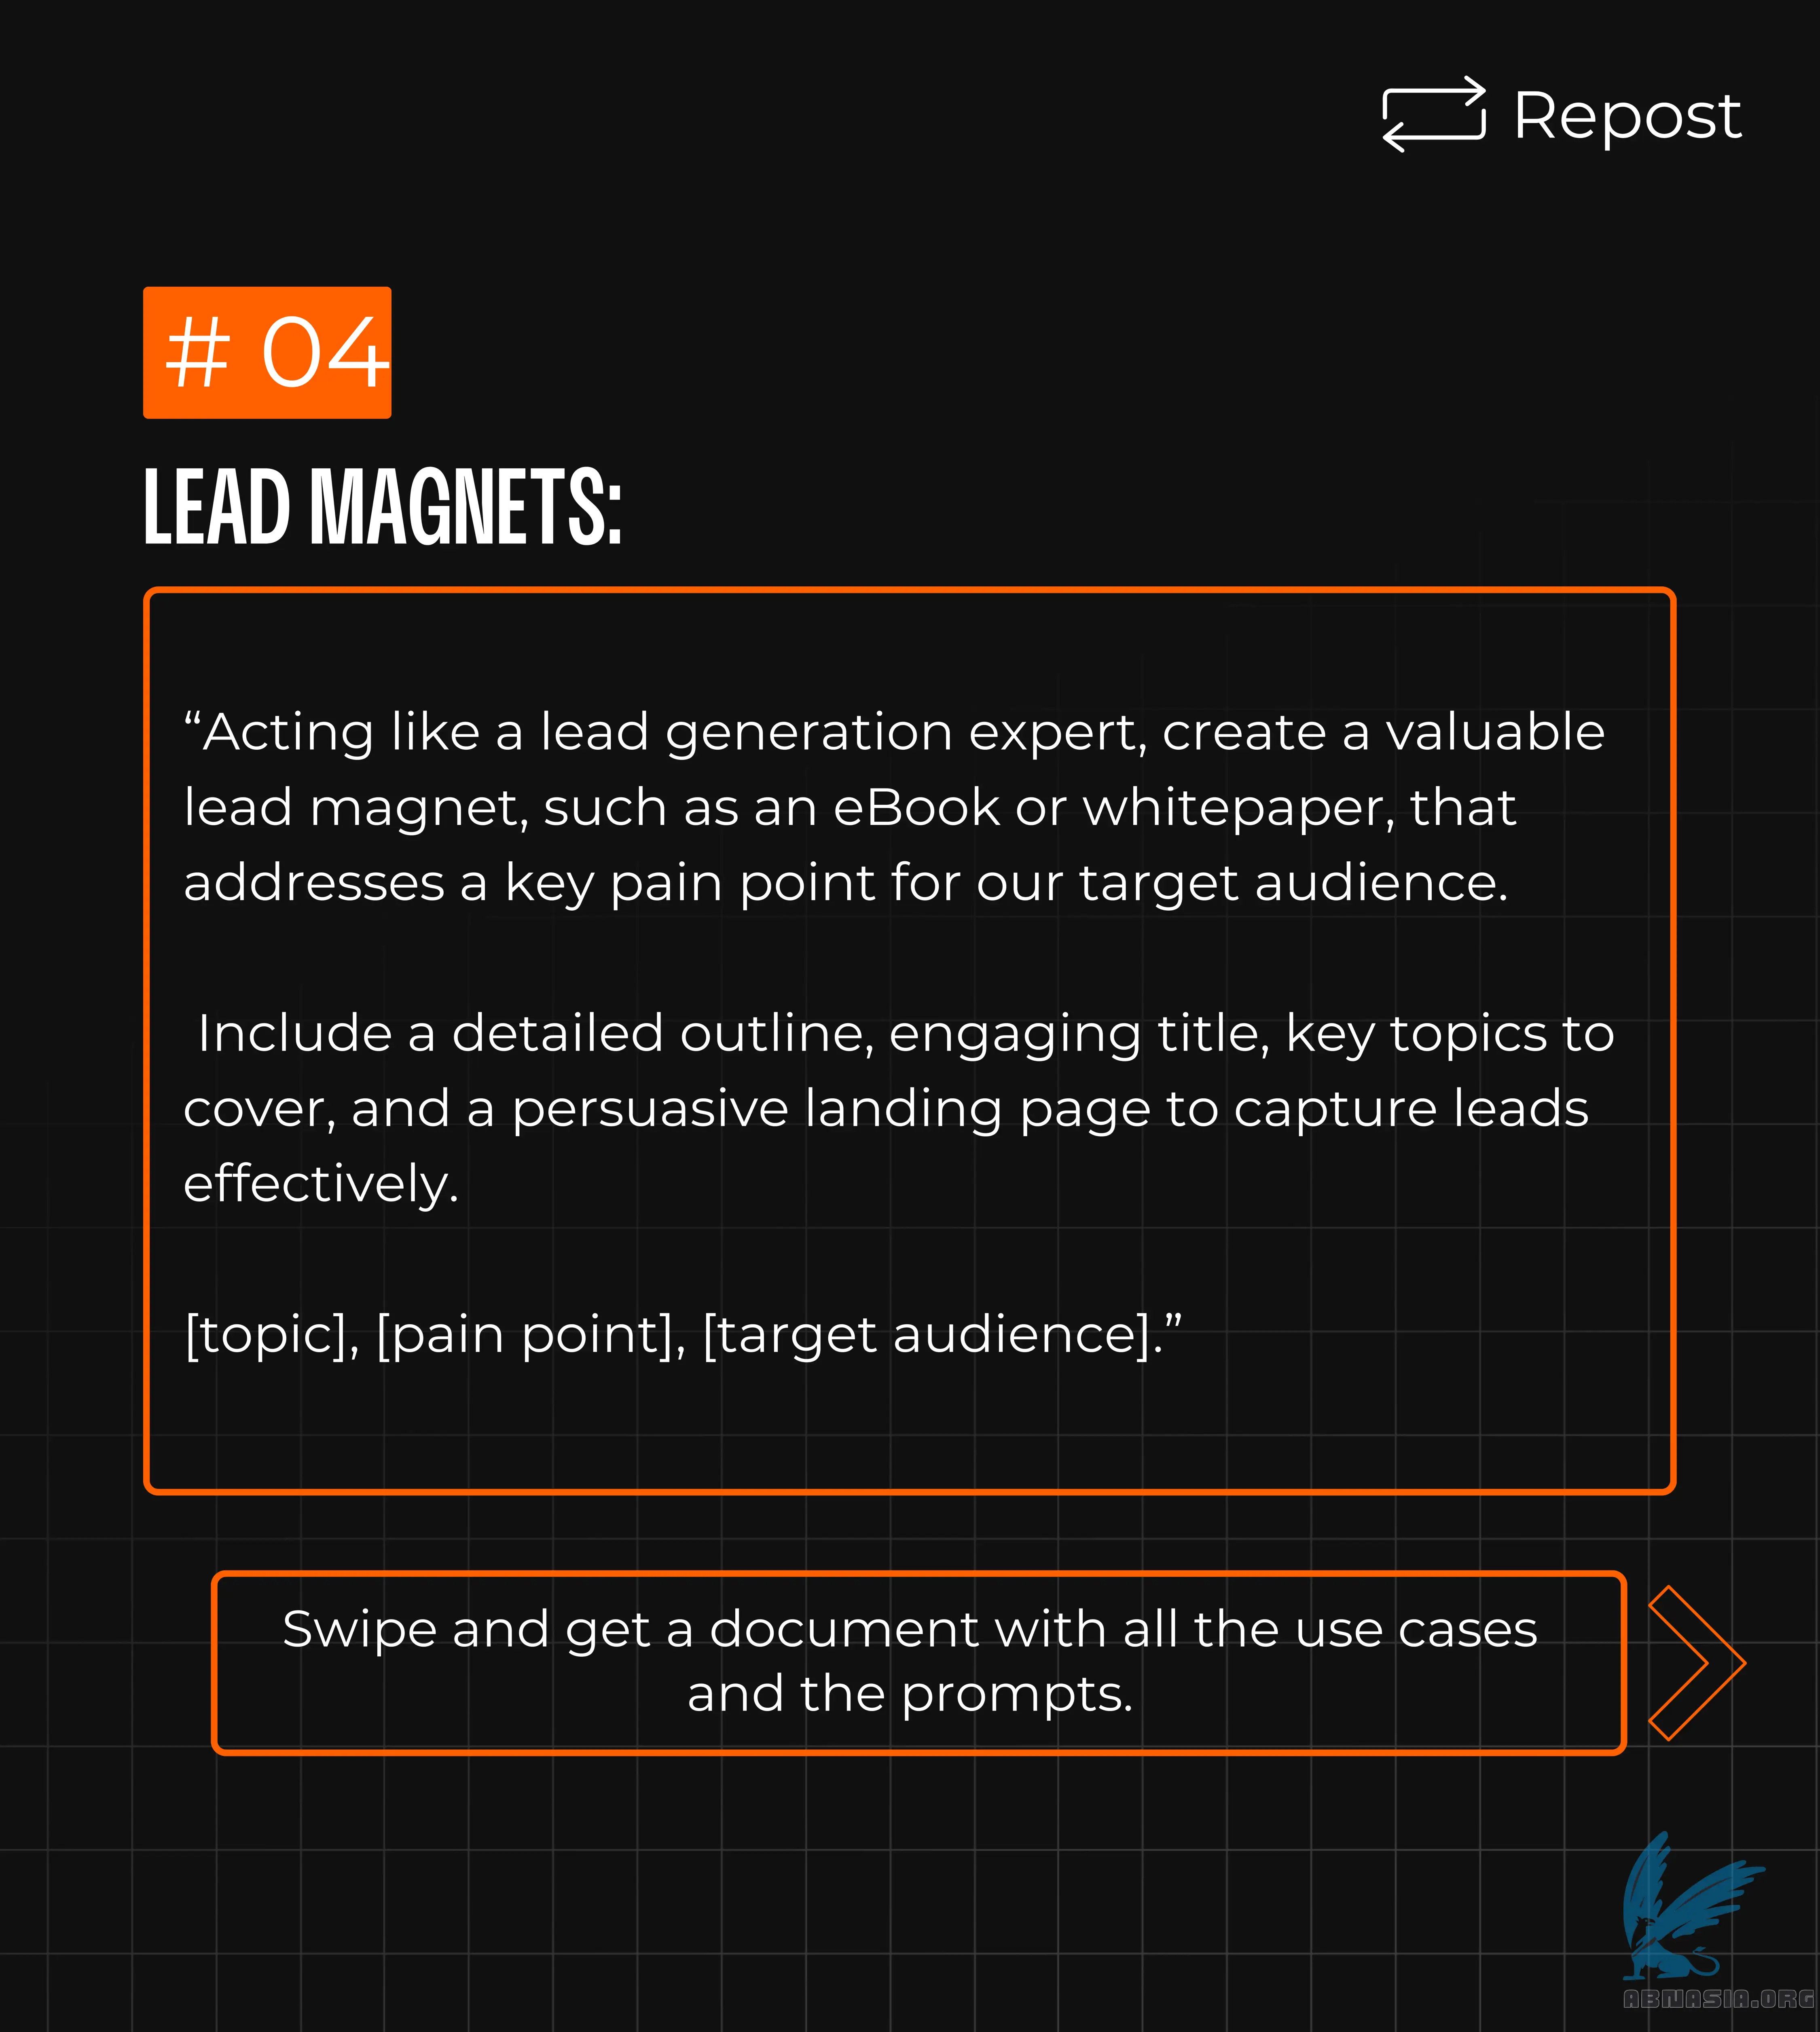 Repost
# 04
LEAD MAGNETS:
“Acting like a lead generation expert, create a valuable
lead magnet, such as an eBook or whitepaper, that
addresses a key pain point for our target audience.
Include a detailed outline, engaging title, key topics to
cover, and a persuasive landing page to capture leads
effectively.
[topic], [pain point], [target audience].”
Swipe and get a document with all the use cases
and the prompts.
ABNASIA.ORG